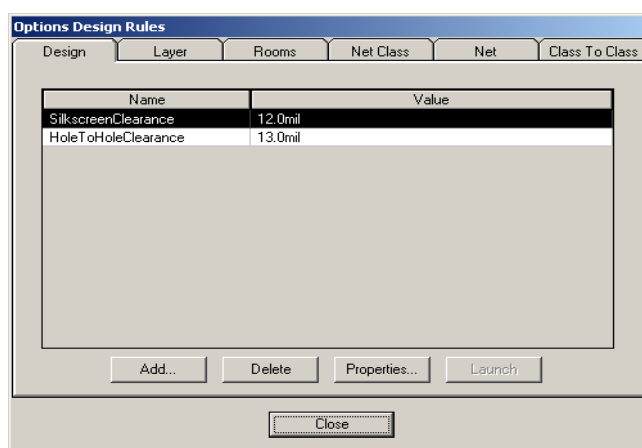 Options Design Rules
Design Layer Rooms Net Class Net Class To Class
Name Value
SilkscreenClearance 12.0mil
HoleToHoleClearance 13.0mil
Add... Delete Properties... Launch
Close